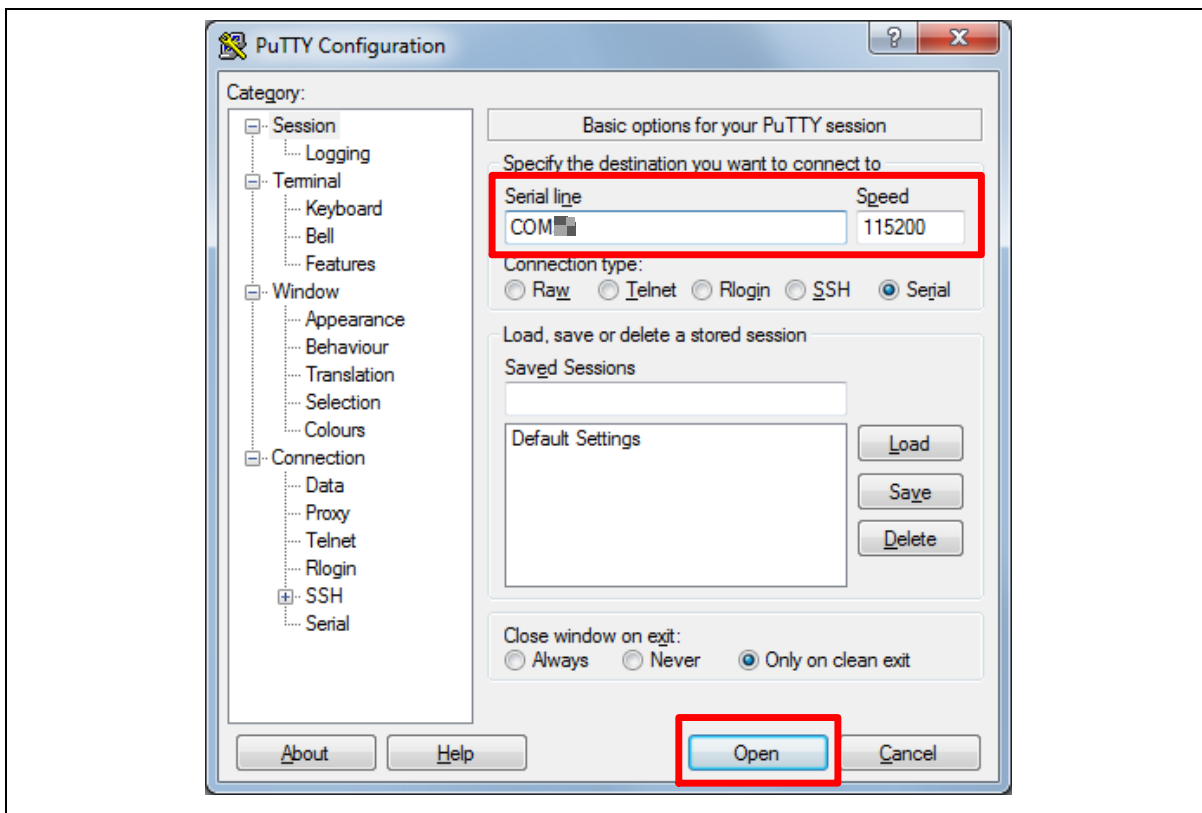 PuTTY Configuration
?
X
Category:
Session
Logging
Terminal
Keyboard
Bell
Features
Window
Appearance
Behaviour
Translation
Selection
Colours
Connection
Data
Proxy
Telnet
Rlogin
SSH
Serial
Basic options for your PuTTY session
Specify the destination you want to connect to
Serial line Speed
COM 115200
Connection type:
Raw Telnet Rlogin SSH Serial
Load, save or delete a stored session
Saved Sessions
Default Settings
Load
Save
Delete
Close window on exit:
Always Never Only on clean exit
About Help Open Cancel